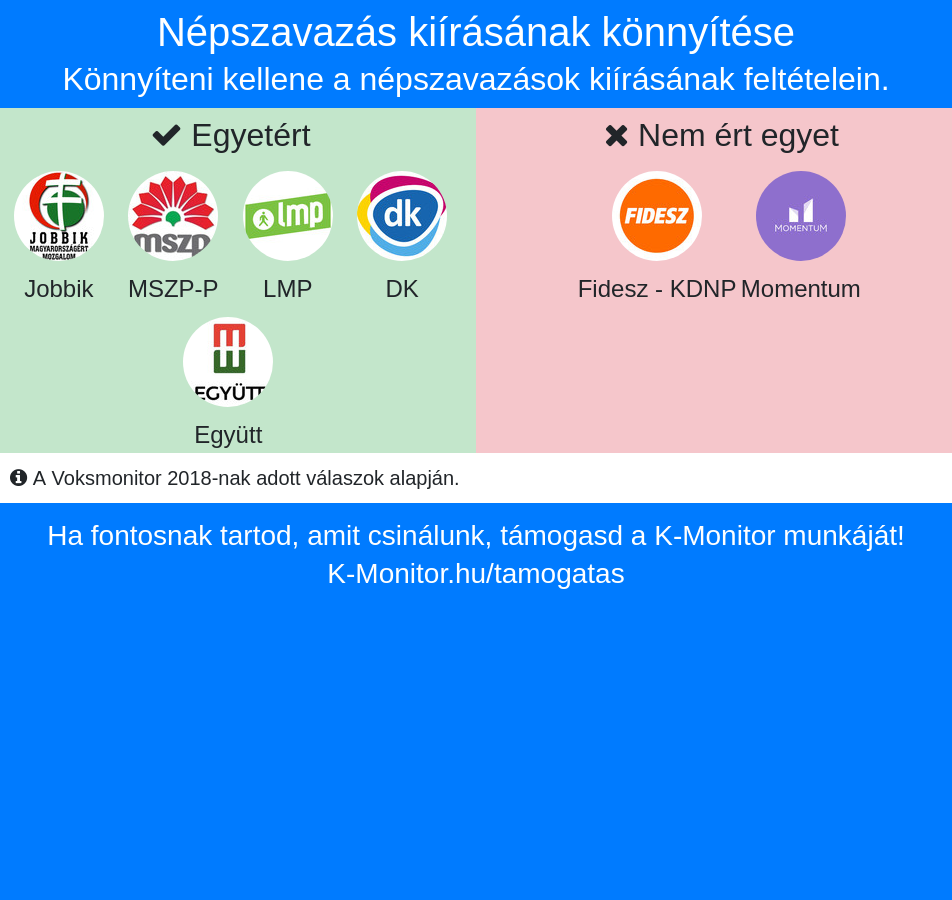 Népszavazás kiírásának könnyítése
Könnyíteni kellene a népszavazások kiírásának feltételein.
Egyetért
Nem ért egyet
JOBBIK
MAGYARORSZÁGÉRT
MOZGALOM
mszp
lmp
dk
FIDESZ
MOMENTUM
Jobbik
MSZP-P
LMP
DK
Fidesz - KDNP
Momentum
EGYÜTT
Együtt
A Voksmonitor 2018-nak adott válaszok alapján.
Ha fontosnak tartod, amit csinálunk, támogasd a K-Monitor munkáját!
K-Monitor.hu/tamogatas